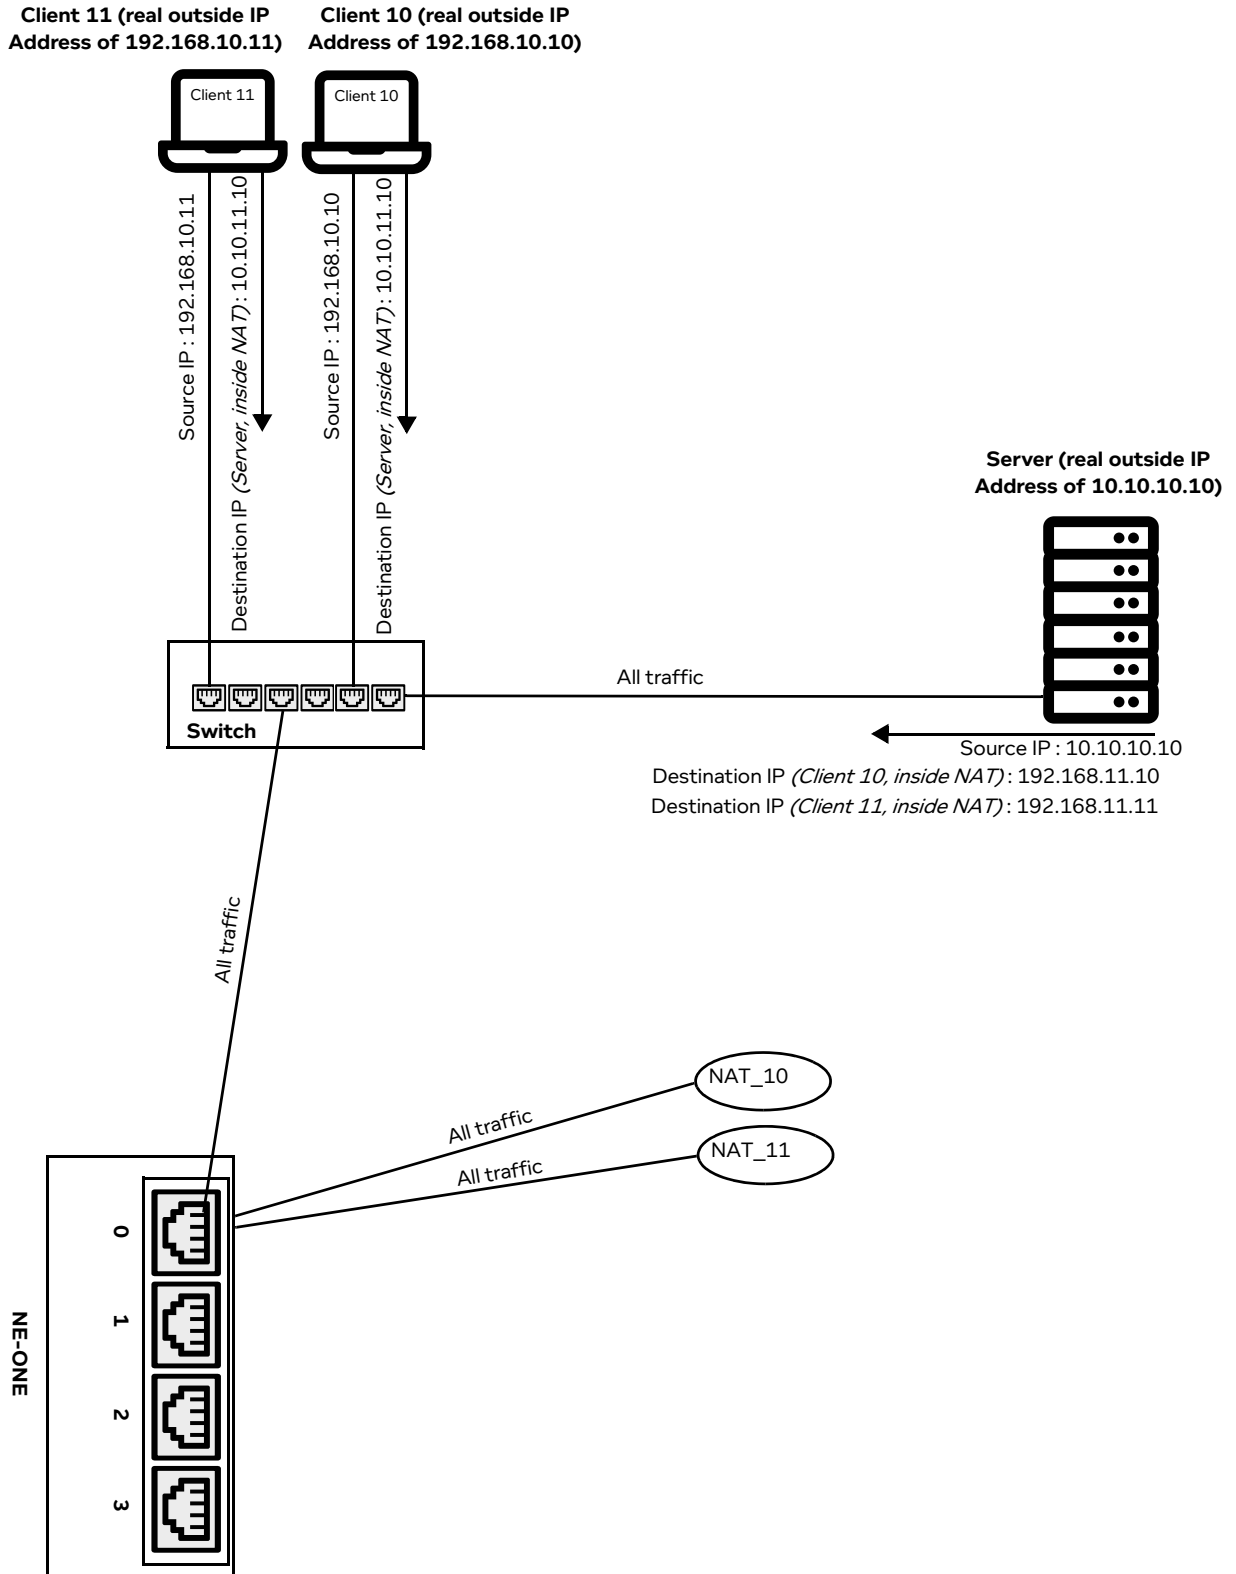 Client 11 (real outside IP
Address of 192.168.10.11)
Client 10 (real outside IP
Address of 192.168.10.10)
Client 11
Client 10
Source IP : 192.168.10.11
Destination IP (Server, inside NAT) : 10.10.11.10
Source IP : 192.168.10.10
Destination IP (Server, inside NAT) : 10.10.11.10
Server (real outside IP
Address of 10.10.10.10)
All traffic
Switch
Source IP : 10.10.10.10
Destination IP (Client 10, inside NAT) : 192.168.11.10
Destination IP (Client 11, inside NAT) : 192.168.11.11
All traffic
NAT_10
All traffic
NAT_11
All traffic
0
1
2
3
NE-ONE